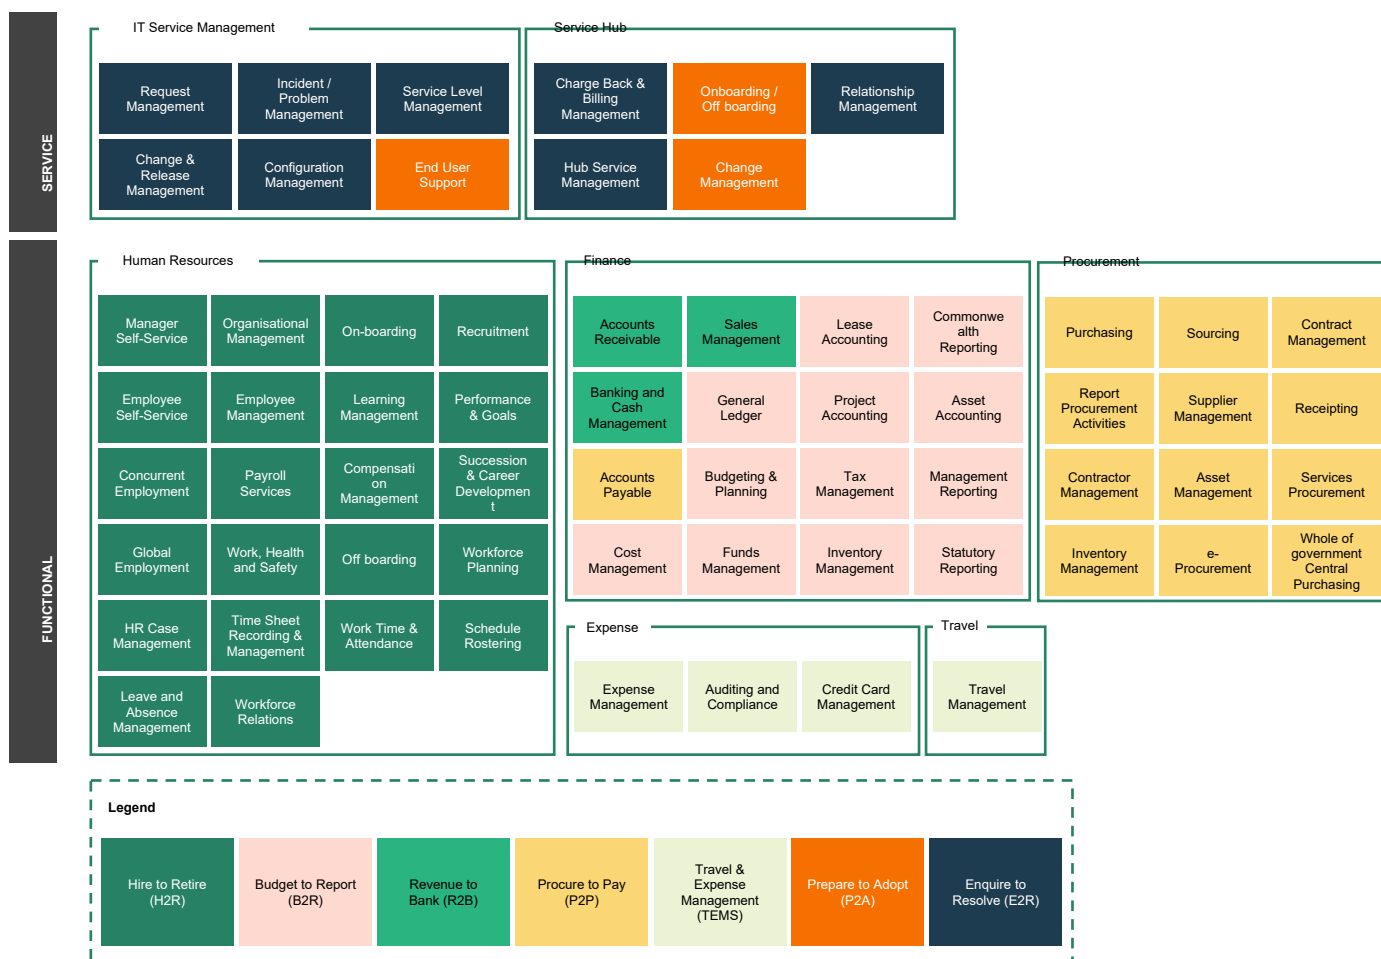 SERVICE
IT Service Management
Request
Management
Incident /
Problem
Management
Service Level
Management
Change &
Release
Management
Configuration
Management
End User
Support
Service Hub
Charge Back &
Billing
Management
Onboarding /
Off boarding
Relationship
Management
Hub Service
Management
Change
Management
FUNCTIONAL
Human Resources
Manager
Self-Service
Organisational
Management
On-boarding
Recruitment
Employee
Self-Service
Employee
Management
Learning
Management
Performance
& Goals
Concurrent
Employment
Payroll
Services
Compensati
on
Management
Succession
& Career
Developmen
t
Global
Employment
Work, Health
and Safety
Off boarding
Workforce
Planning
HR Case
Management
Time Sheet
Recording &
Management
Work Time &
Attendance
Schedule
Rostering
Leave and
Absence
Management
Workforce
Relations
Finance
Accounts
Receivable
Sales
Management
Lease
Accounting
Commonwe
alth
Reporting
Banking and
Cash
Management
General
Ledger
Project
Accounting
Asset
Accounting
Accounts
Payable
Budgeting &
Planning
Tax
Management
Management
Reporting
Cost
Management
Funds
Management
Inventory
Management
Statutory
Reporting
Procurement
Purchasing
Sourcing
Contract
Management
Report
Procurement
Activities
Supplier
Management
Receipting
Contractor
Management
Asset
Management
Services
Procurement
Inventory
Management
e-
Procurement
Whole of
government
Central
Purchasing
Expense
Expense
Management
Auditing and
Compliance
Credit Card
Management
Travel
Travel
Management
Legend
Hire to Retire
(H2R)
Budget to Report
(B2R)
Revenue to
Bank (R2B)
Procure to Pay
(P2P)
Travel &
Expense
Management
(TEMS)
Prepare to Adopt
(P2A)
Enquire to
Resolve (E2R)